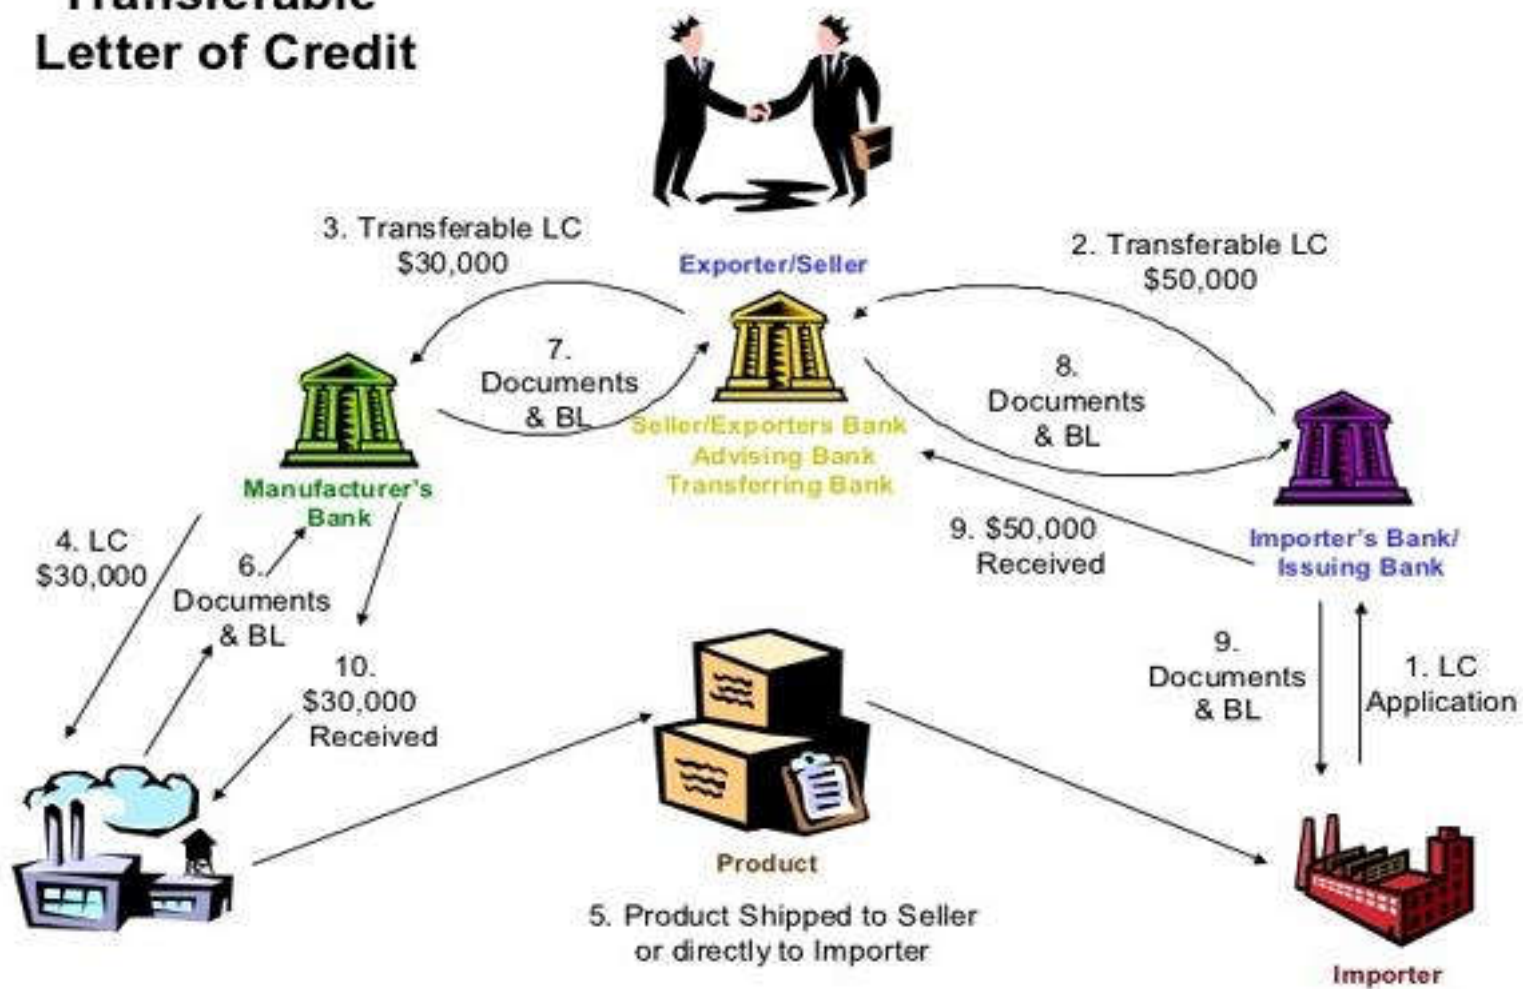 Transferable
Letter of Credit
3. Transferable LC
$30,000
Exporter/Seller
2. Transferable LC
$50,000
7.
Documents
& BL
8.
Documents
& BL
Seller/Exporters Bank
Advising Bank
Transferring Bank
Manufacturer's
Bank
4. LC
$30,000
6.
Documents
& BL
9. $50,000
Received
Importer's Bank/
Issuing Bank
10.
$30,000
Received
9.
Documents
& BL
1. LC
Application
Product
5. Product Shipped to Seller
or directly to Importer
Importer